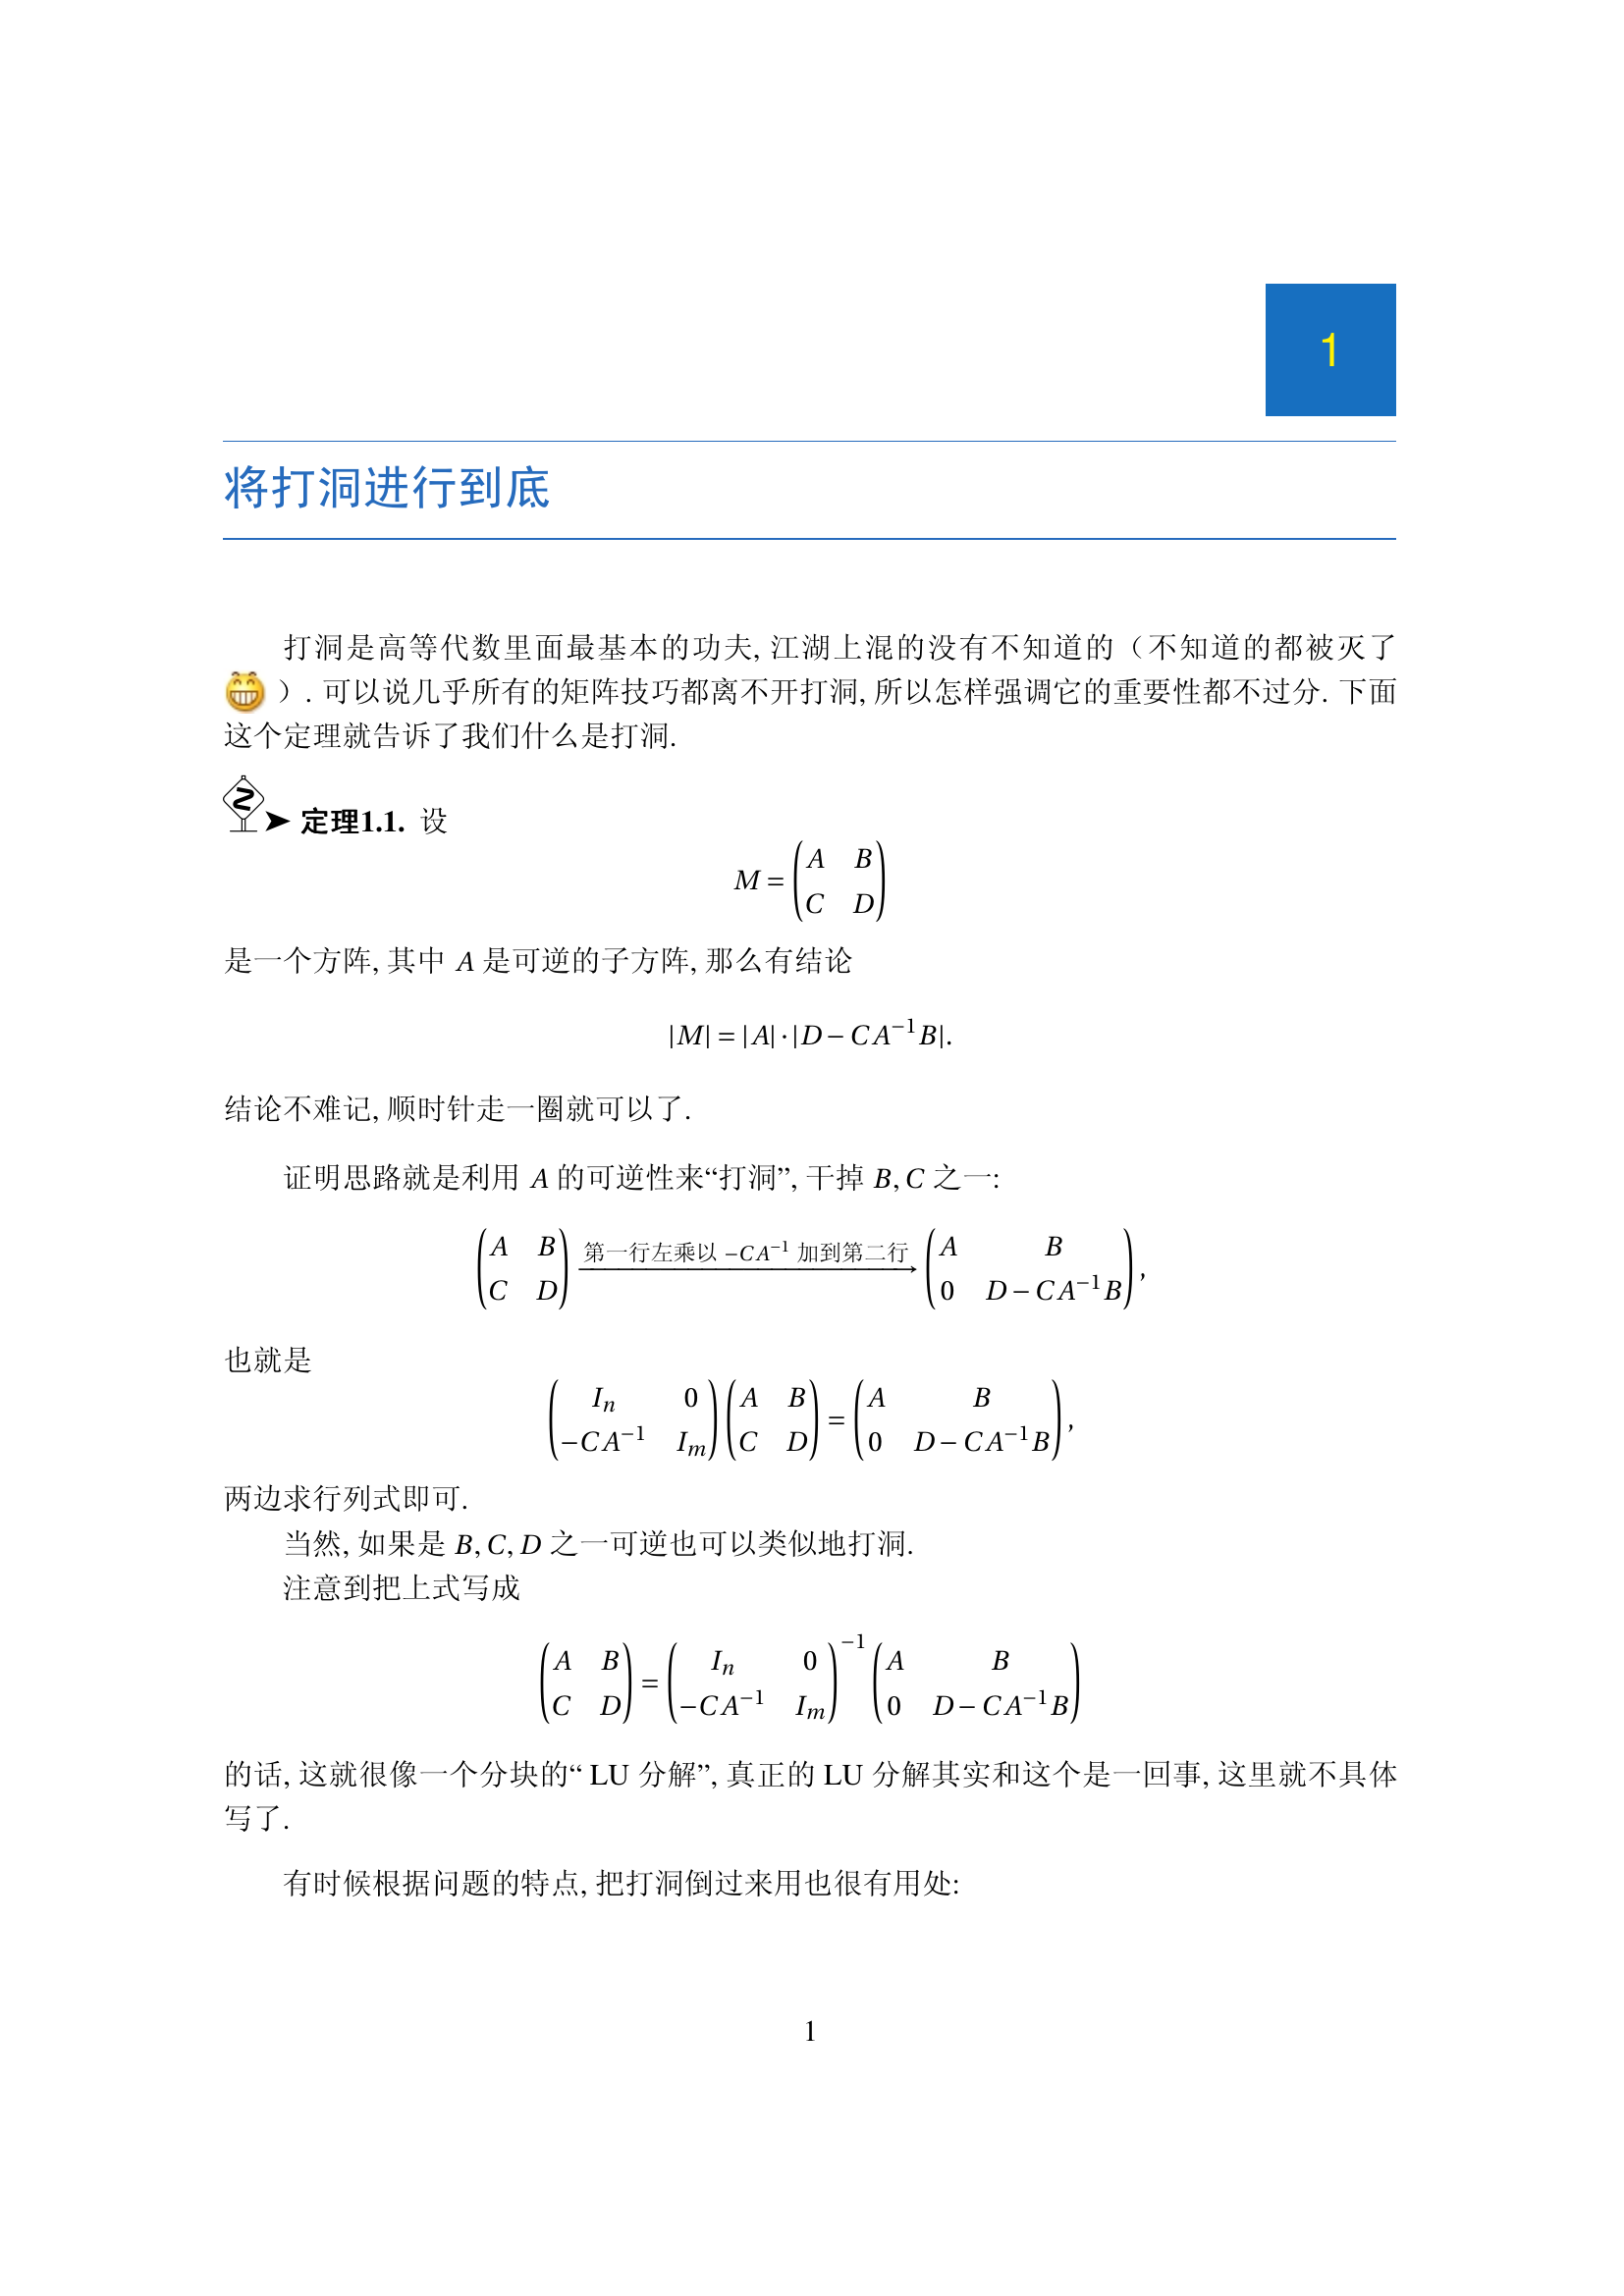 1
将打洞进行到底
打洞是高等代数里面最基本的功夫, 江湖上混的没有不知道的（不知道的都被灭了
）. 可以说几乎所有的矩阵技巧都离不开打洞, 所以怎样强调它的重要性都不过分. 下面
这个定理就告诉了我们什么是打洞.
➤ 定理1.1. 设
$$M = \begin{pmatrix} A & B \\ C & D \end{pmatrix}$$
是一个方阵, 其中 A 是可逆的子方阵, 那么有结论
$$|M| = |A| \cdot |D - CA^{-1}B|.$$
结论不难记, 顺时针走一圈就可以了.
证明思路就是利用 A 的可逆性来“打洞”, 干掉 B, C 之一:
$$\begin{pmatrix} A & B \\ C & D \end{pmatrix} \xrightarrow{\text{第一行左乘以 } -CA^{-1} \text{ 加到第二行}} \begin{pmatrix} A & B \\ 0 & D - CA^{-1}B \end{pmatrix},$$
也就是
$$\begin{pmatrix} I_n & 0 \\ -CA^{-1} & I_m \end{pmatrix} \begin{pmatrix} A & B \\ C & D \end{pmatrix} = \begin{pmatrix} A & B \\ 0 & D - CA^{-1}B \end{pmatrix},$$
两边求行列式即可.
当然, 如果是 B, C, D 之一可逆也可以类似地打洞.
注意到把上式写成
$$\begin{pmatrix} A & B \\ C & D \end{pmatrix} = \begin{pmatrix} I_n & 0 \\ -CA^{-1} & I_m \end{pmatrix}^{-1} \begin{pmatrix} A & B \\ 0 & D - CA^{-1}B \end{pmatrix}$$
的话, 这就很像一个分块的“ LU 分解”, 真正的 LU 分解其实和这个是一回事, 这里就不具体
写了.
有时候根据问题的特点, 把打洞倒过来用也很有用处:
1